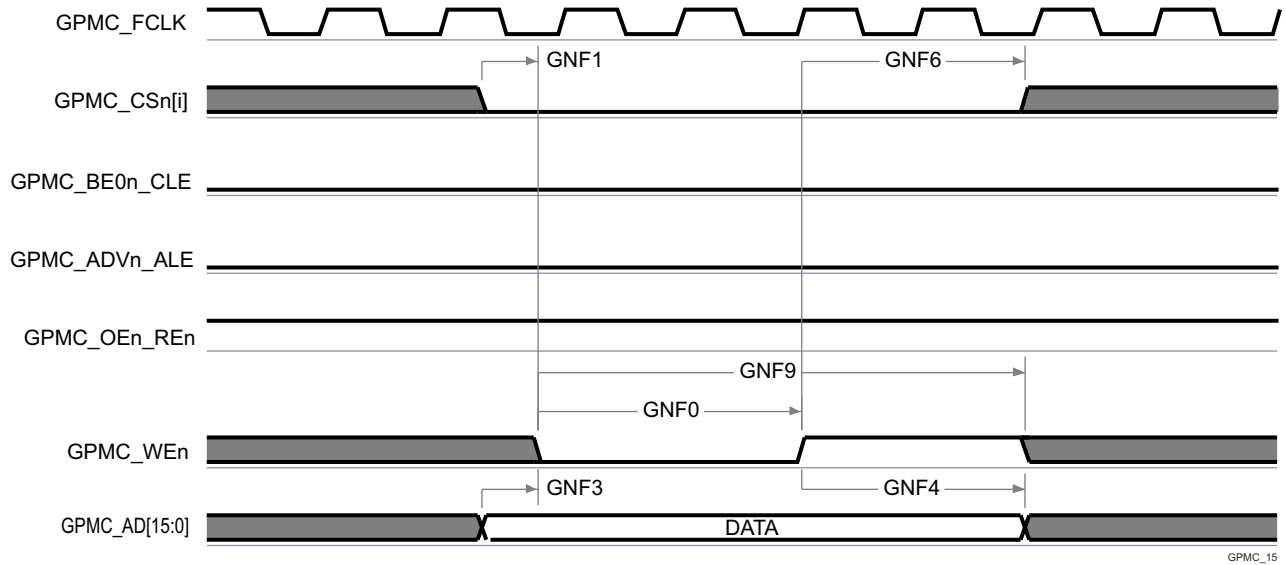 GPMC_FCLK
GNF1
GNF6
GPMC_CSn[i]
GPMC_BE0n_CLE
GPMC_ADVn_ALE
GPMC_OEn_REn
GNF9
GNF0
GPMC_WEn
GNF3
GNF4
GPMC_AD[15:0]
DATA
GPMC_15